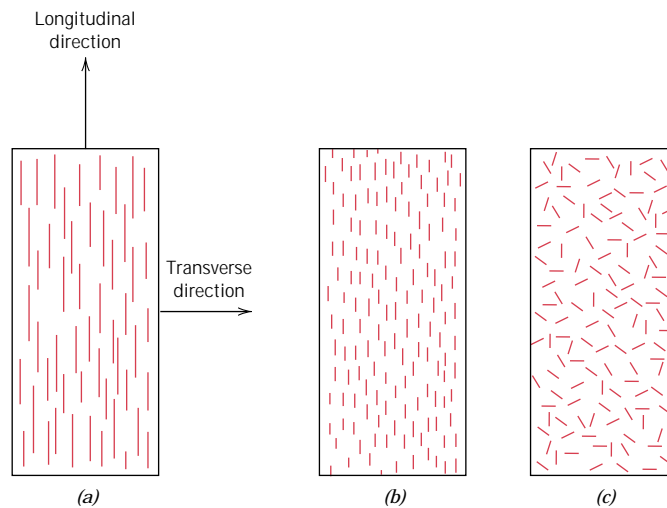 Longitudinal
direction
Transverse
direction
(a)
(b)
(c)